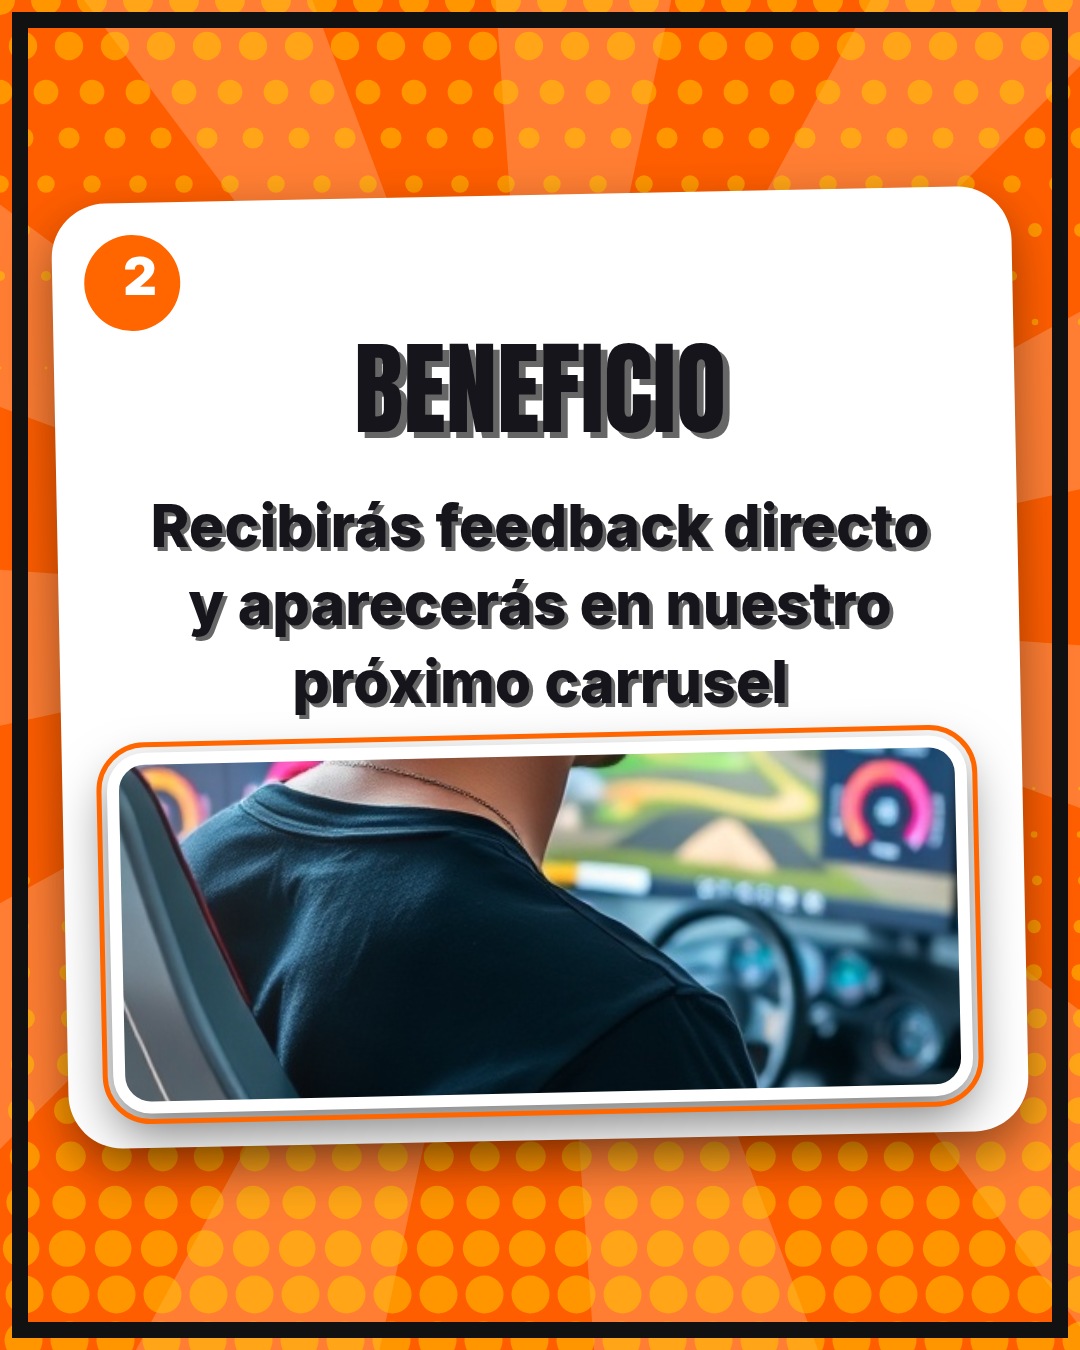 2
BENEFICIO
Recibirás feedback directo
y aparecerás en nuestro
próximo carrusel